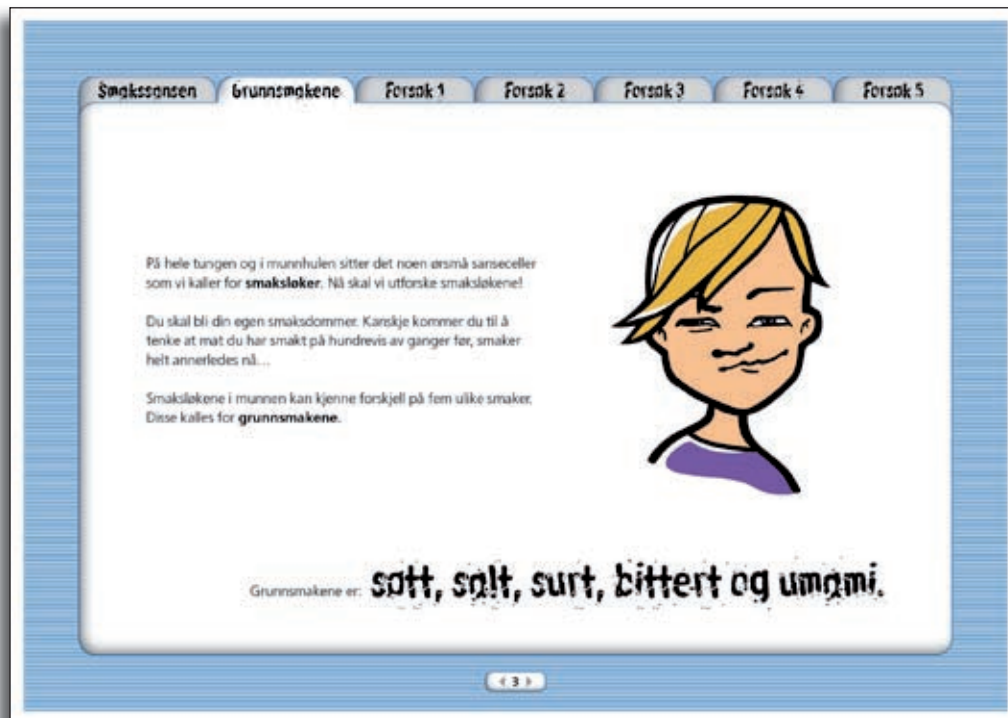 Smakssansen Grunnsmakene Forsøk 1 Forsøk 2 Forsøk 3 Forsøk 4 Forsøk 5
På hele tungen og i munnhulen sitter det noen ørsmå sanseceller
som vi kaller for smaksløker. Nå skal vi utforske smaksløkene!
Du skal bli din egen smaksdommer. Kanskje kommer du til å
tenke at mat du har smakt på hundrevis av ganger før, smaker
helt annerledes nå...
Smaksløkene i munnen kan kjenne forskjell på fem ulike smaker.
Disse kalles for grunnsmakene.
Grunnsmakene er: søtt, salt, surt, bittert og umami.
3